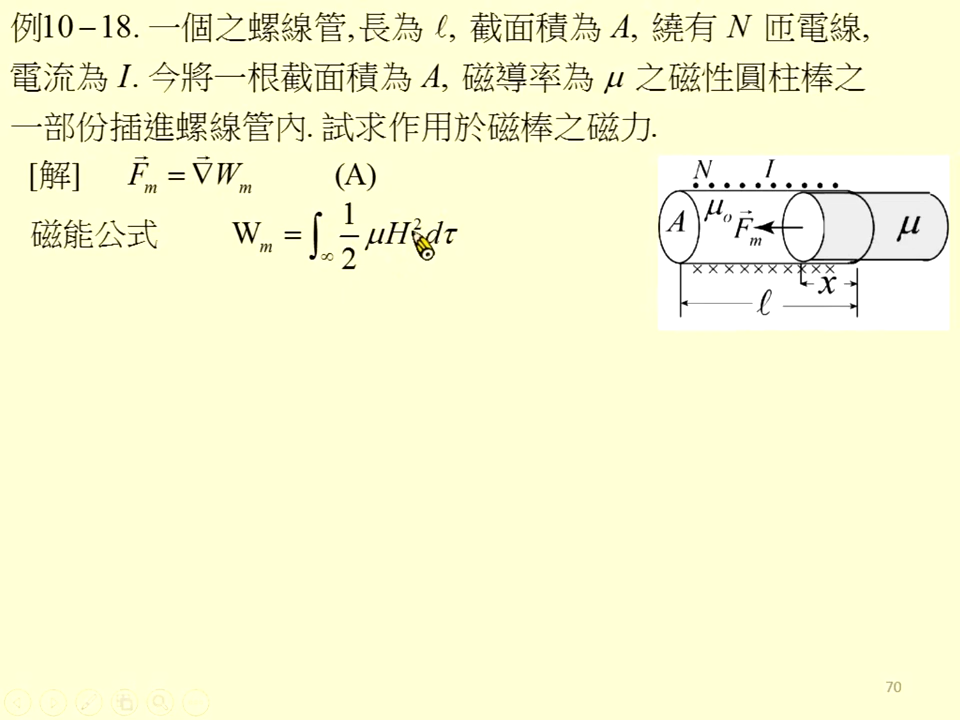 例10－18. 一個之螺線管, 長為 ℓ, 截面積為 A, 繞有 N 匝電線,
電流為 I. 今將一根截面積為 A, 磁導率為 μ 之磁性圓柱棒之
一部份插進螺線管內. 試求作用於磁棒之磁力.
[解] F⃗ₘ = ∇⃗Wₘ (A)
磁能公式 Wₘ = ∫_∞ 1/2 μH² dτ
N I
A μₒ F⃗ₘ μ
x
ℓ
70